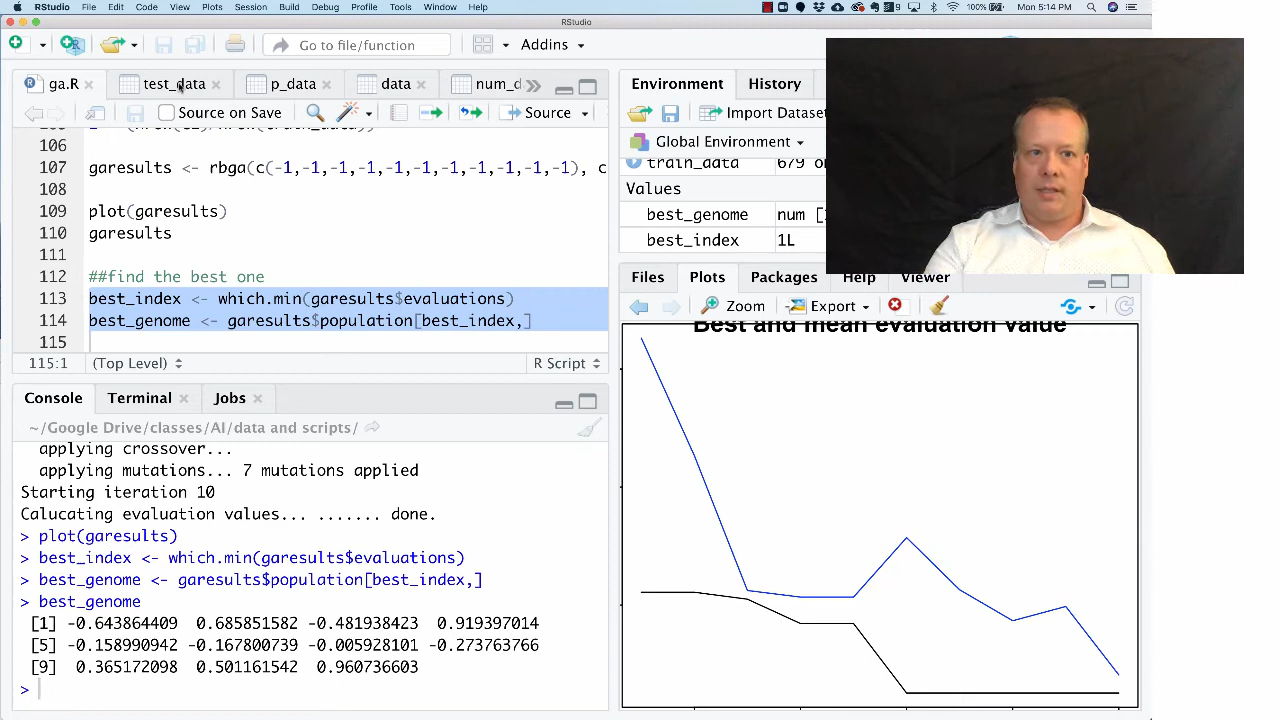 RStudio File Edit Code View Plots Session Build Debug Profile Tools Window Help
9 100% Mon 5:14 PM
RStudio
Go to file/function
Addins
ga.R
test_data
p_data
data
num_d
Source on Save
Source
106
107 garesults <- rbga(c(-1,-1,-1,-1,-1,-1,-1,-1,-1,-1,-1), c
108
109 plot(garesults)
110 garesults
111
112 ##find the best one
113 best_index <- which.min(garesults$evaluations)
114 best_genome <- garesults$population[best_index,]
115
115:1 (Top Level) R Script
Console Terminal Jobs
~/Google Drive/classes/AI/data and scripts/
applying crossover...
applying mutations... 7 mutations applied
Starting iteration 10
Calucating evaluation values... ....... done.
> plot(garesults)
> best_index <- which.min(garesults$evaluations)
> best_genome <- garesults$population[best_index,]
> best_genome
[1] -0.643864409 0.685851582 -0.481938423 0.919397014
[5] -0.158990942 -0.167800739 -0.005928101 -0.273763766
[9] 0.365172098 0.501161542 0.960736603
>
Environment History
Import Dataset
Global Environment
train_data 679 o
Values
best_genome num [
best_index 1L
Files Plots Packages Help Viewer
Zoom Export
Best and mean evaluation value